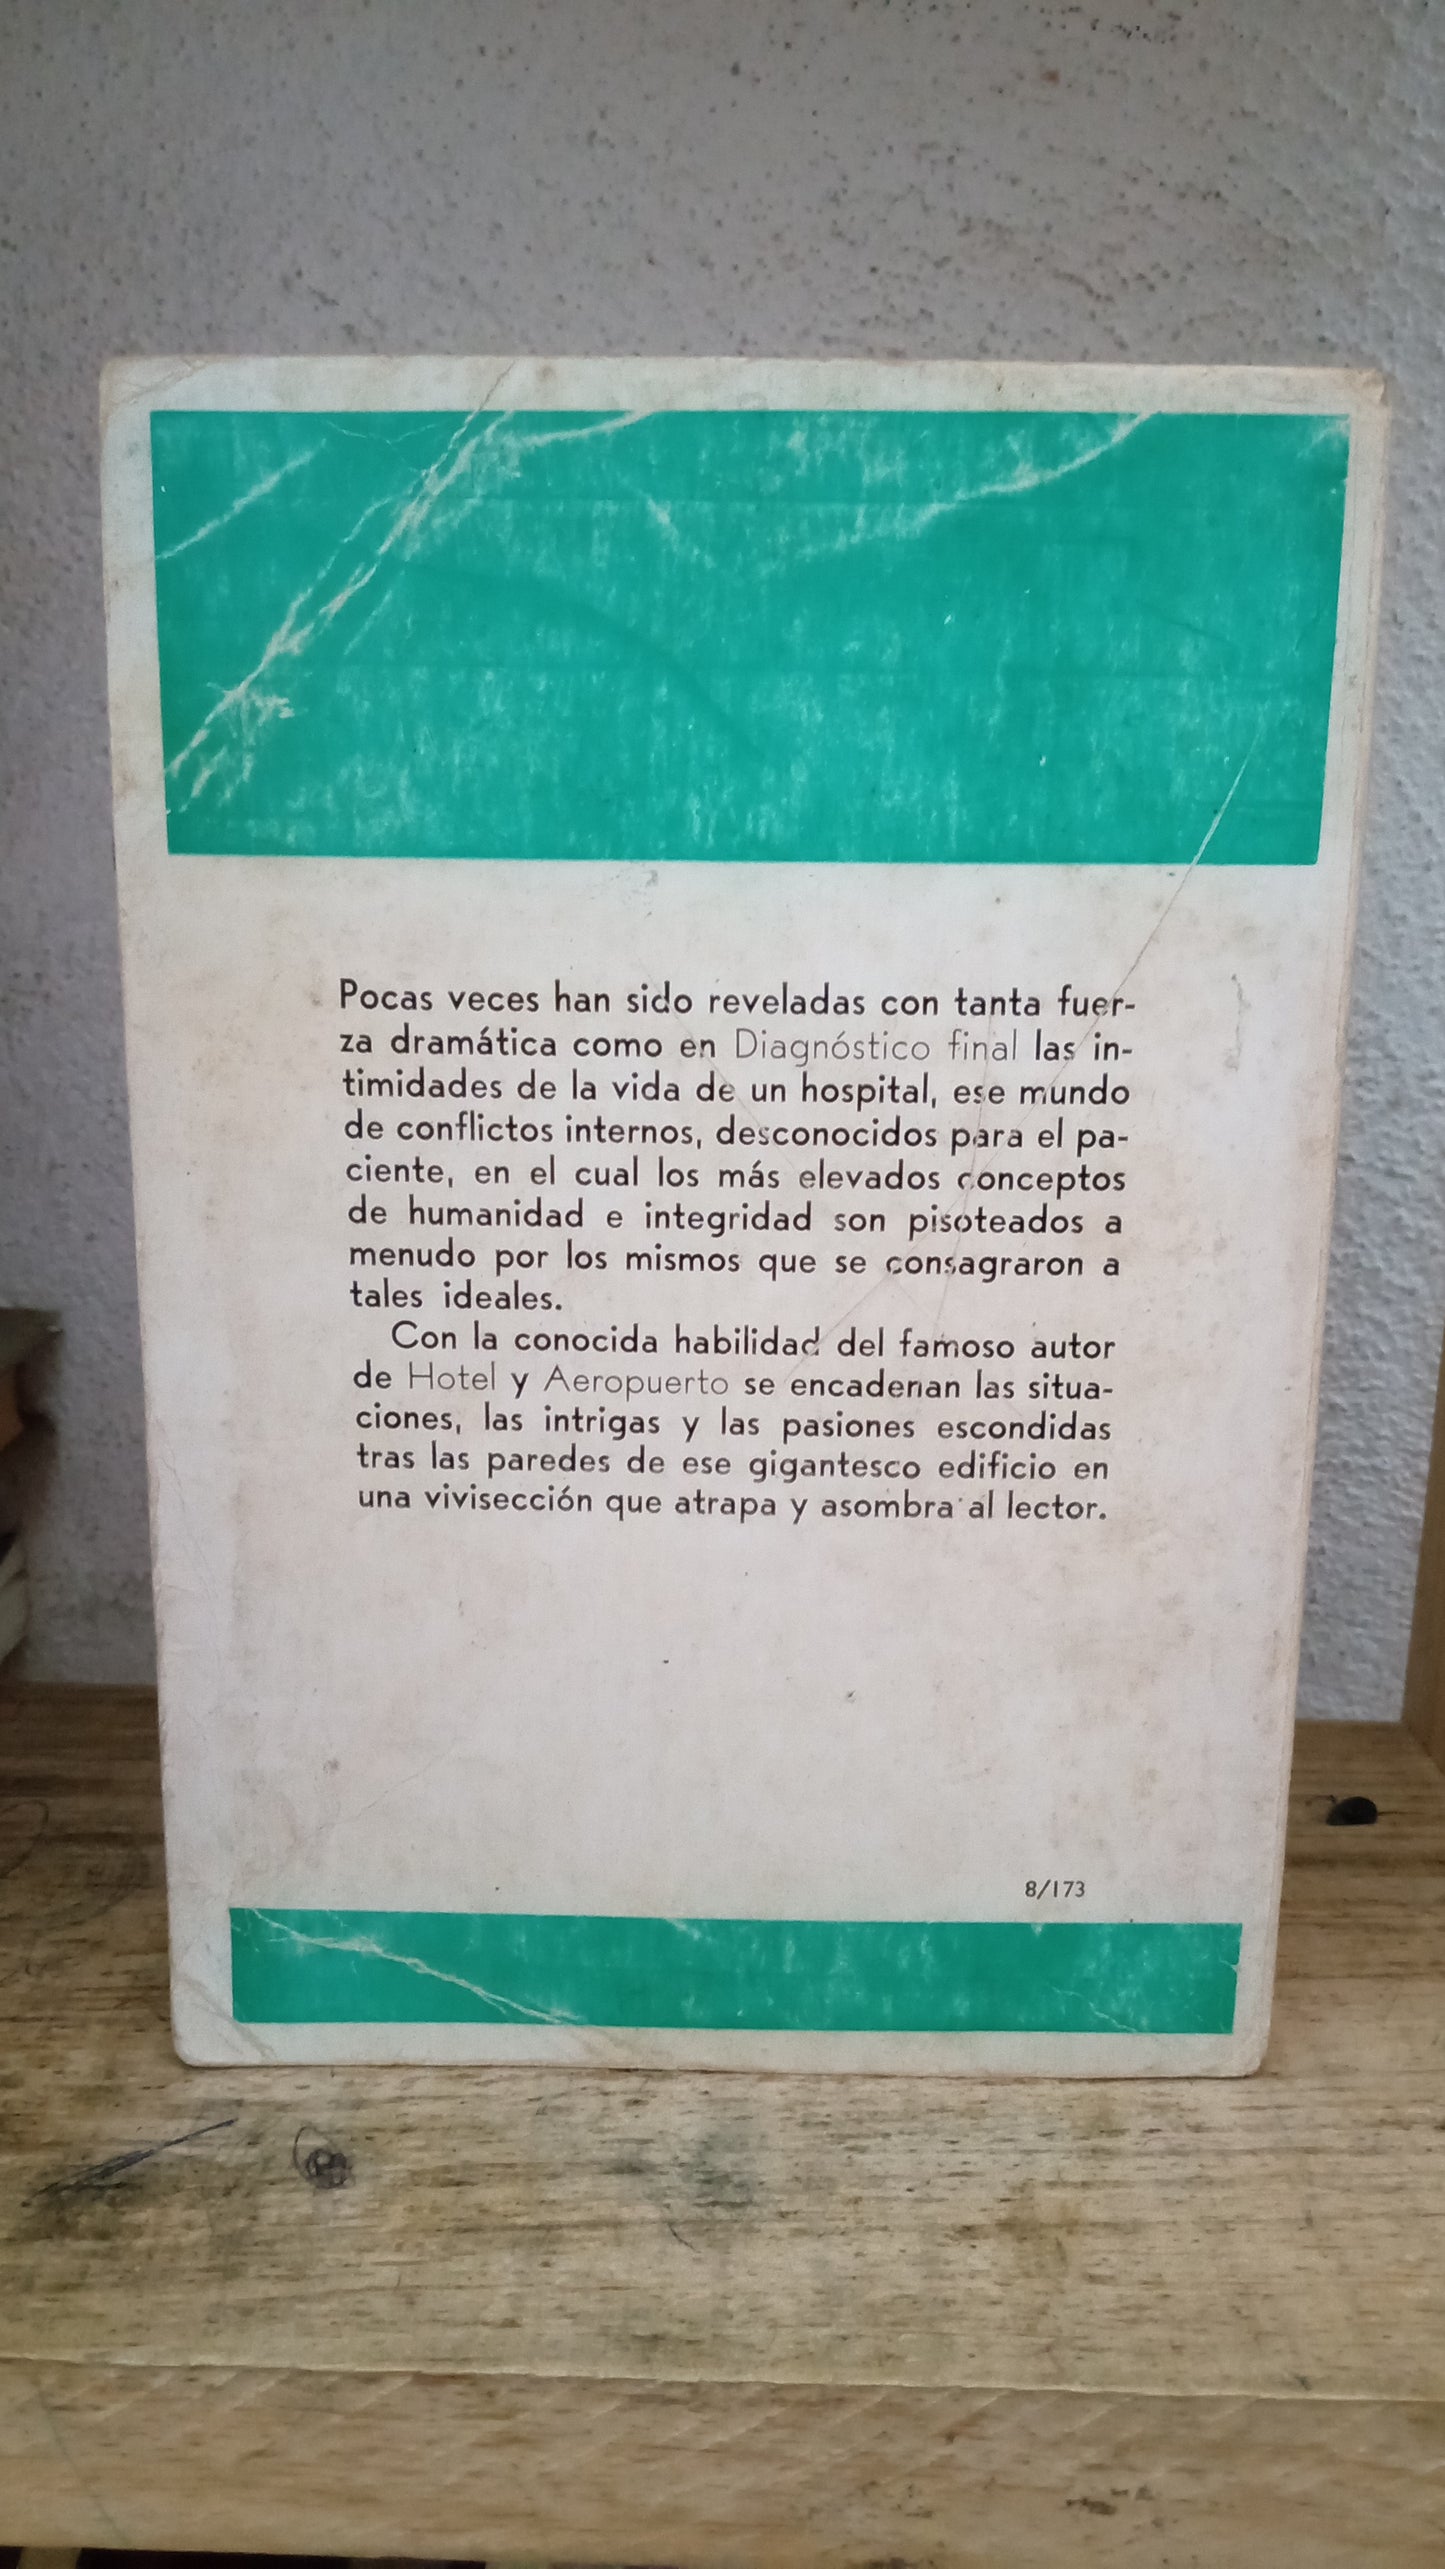 Pocas veces han sido reveladas con tanta fuer-
za dramática como en Diagnóstico final las in-
timidades de la vida de un hospital, ese mundo
de conflictos internos, desconocidos para el pa-
ciente, en el cual los más elevados conceptos
de humanidad e integridad son pisoteados a
menudo por los mismos que se consagraron a
tales ideales.
Con la conocida habilidad del famoso autor
de Hotel y Aeropuerto se encadenan las situa-
ciones, las intrigas y las pasiones escondidas
tras las paredes de ese gigantesco edificio en
una vivisección que atrapa y asombra al lector.
8/173